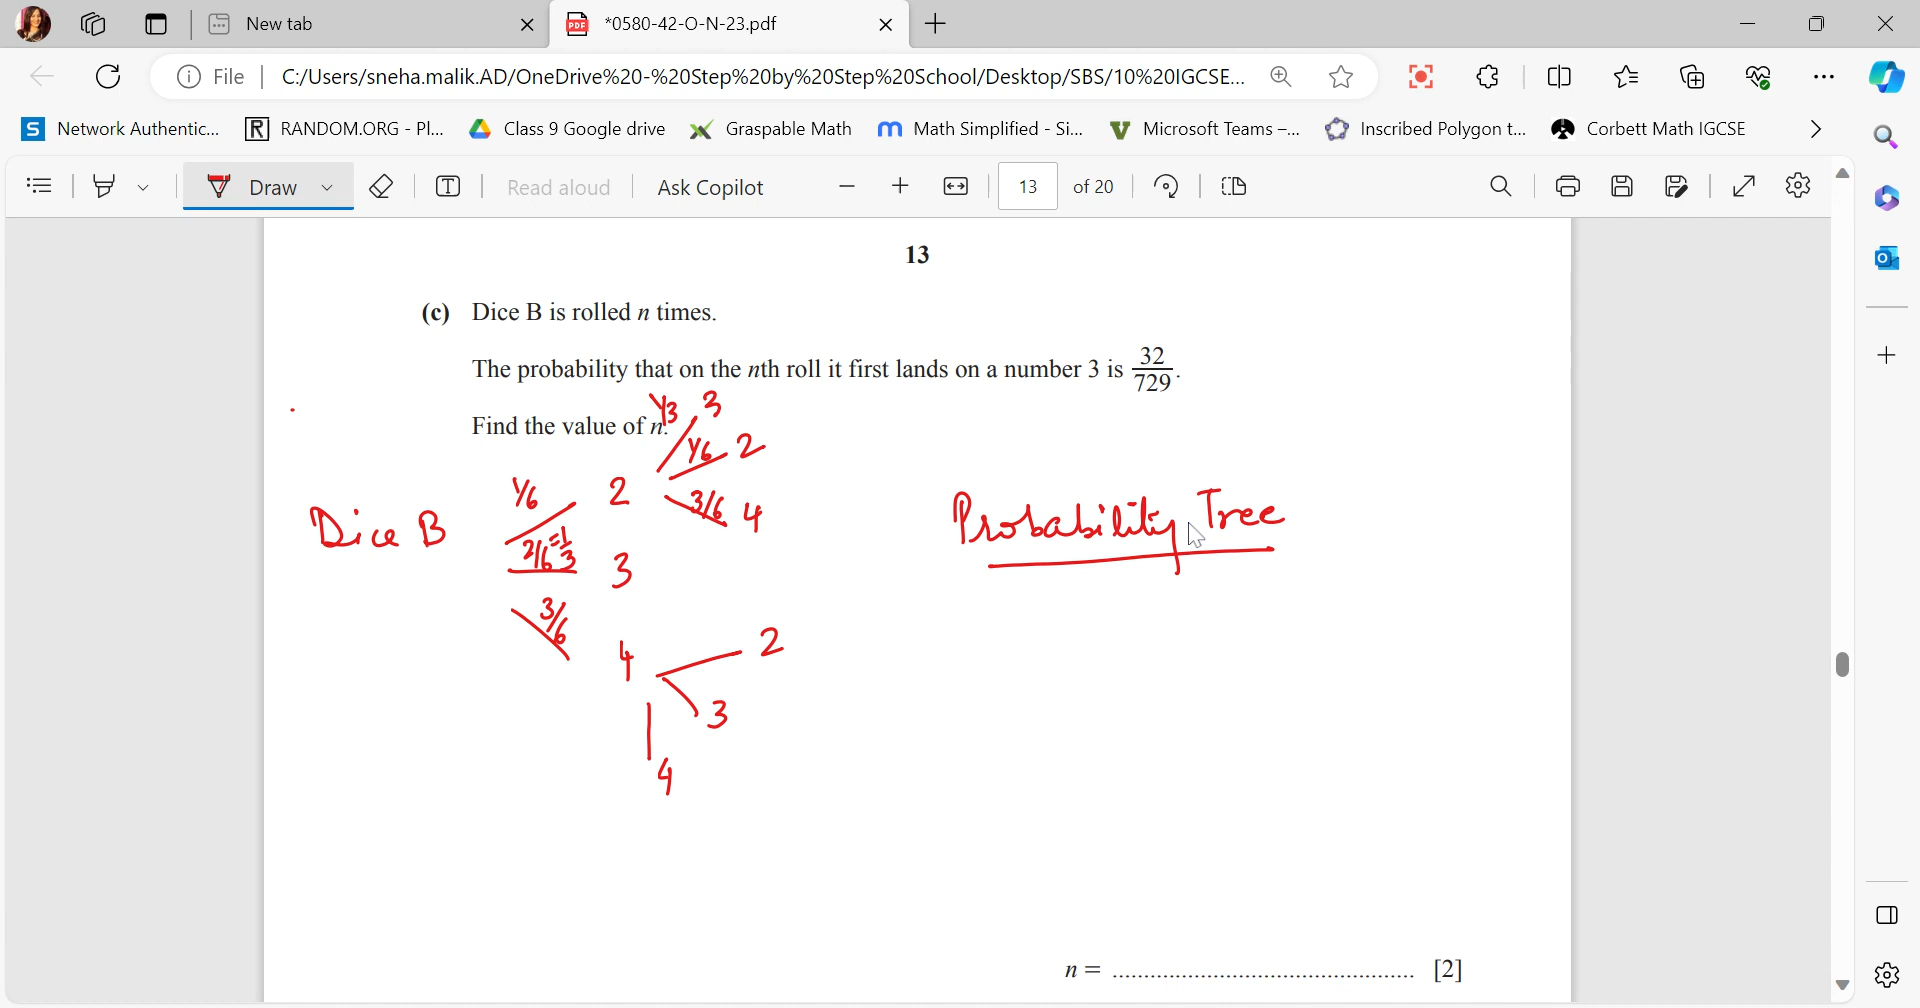 New tab
*0580-42-O-N-23.pdf
File
C:/Users/sneha.malik.AD/OneDrive%20-%20Step%20by%20Step%20School/Desktop/SBS/10%20IGCSE...
Network Authentic...
RANDOM.ORG - Pl...
Class 9 Google drive
Graspable Math
Math Simplified - Si...
Microsoft Teams –...
Inscribed Polygon t...
Corbett Math IGCSE
Draw
Read aloud
Ask Copilot
13
of 20
13
(c) Dice B is rolled n times.
The probability that on the nth roll it first lands on a number 3 is 32/729.
Find the value of n.
1/3 3
1/6 2
3/6 4
Dice B
1/6 2
2/6=1/3 3
3/6 4
2
3
4
Probability Tree
n = .............................................. [2]